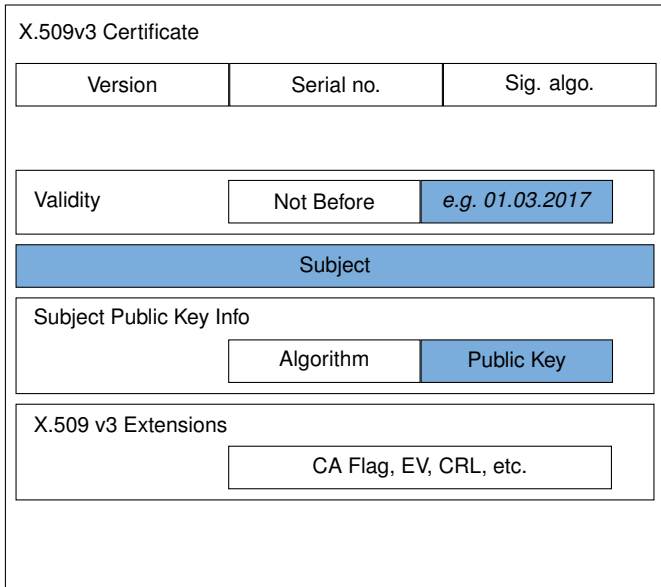 X.509v3 Certificate
Version Serial no. Sig. algo.
Validity Not Before e.g. 01.03.2017
Subject
Subject Public Key Info
Algorithm Public Key
X.509 v3 Extensions
CA Flag, EV, CRL, etc.